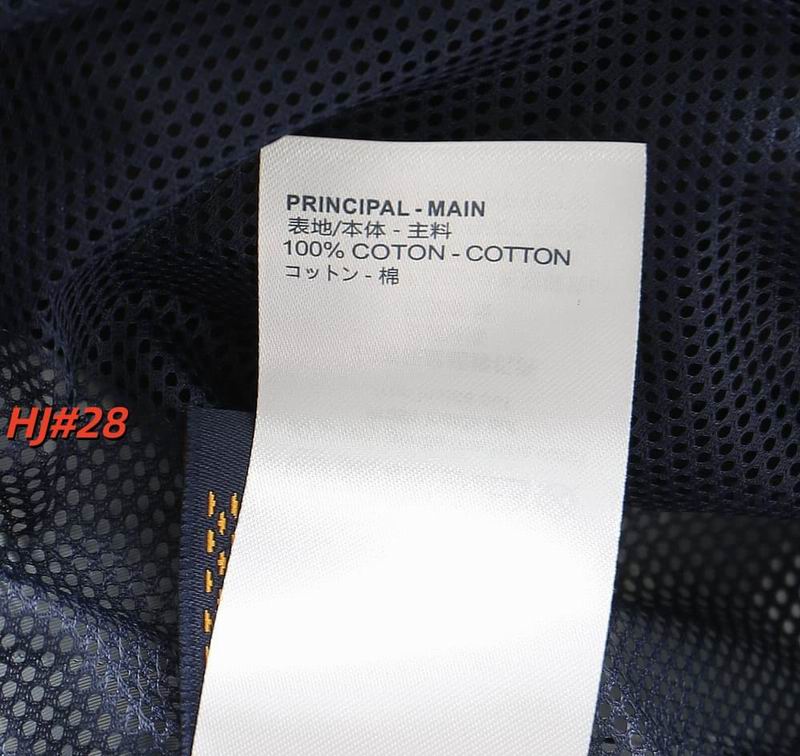 PRINCIPAL - MAIN
表地/本体 - 主料
100% COTON - COTTON
コットン - 棉
HJ#28